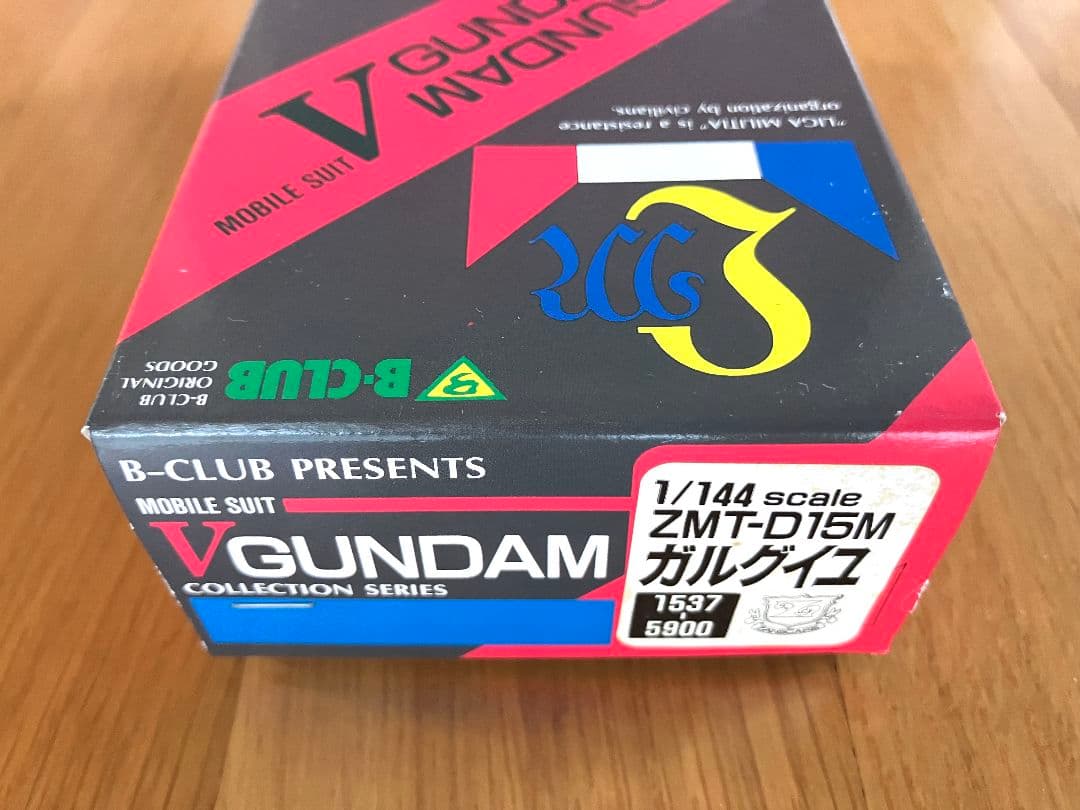 GUNDAM
V GUNDAM
MOBILE SUIT
"LIGA MILITIA" is a resistance
organization by civilians.
B-CLUB
B-CLUB
ORIGINAL
GOODS
B-CLUB PRESENTS
MOBILE SUIT
V GUNDAM
COLLECTION SERIES
1/144 scale
ZMT-D15M
ガルグイユ
1537
5900